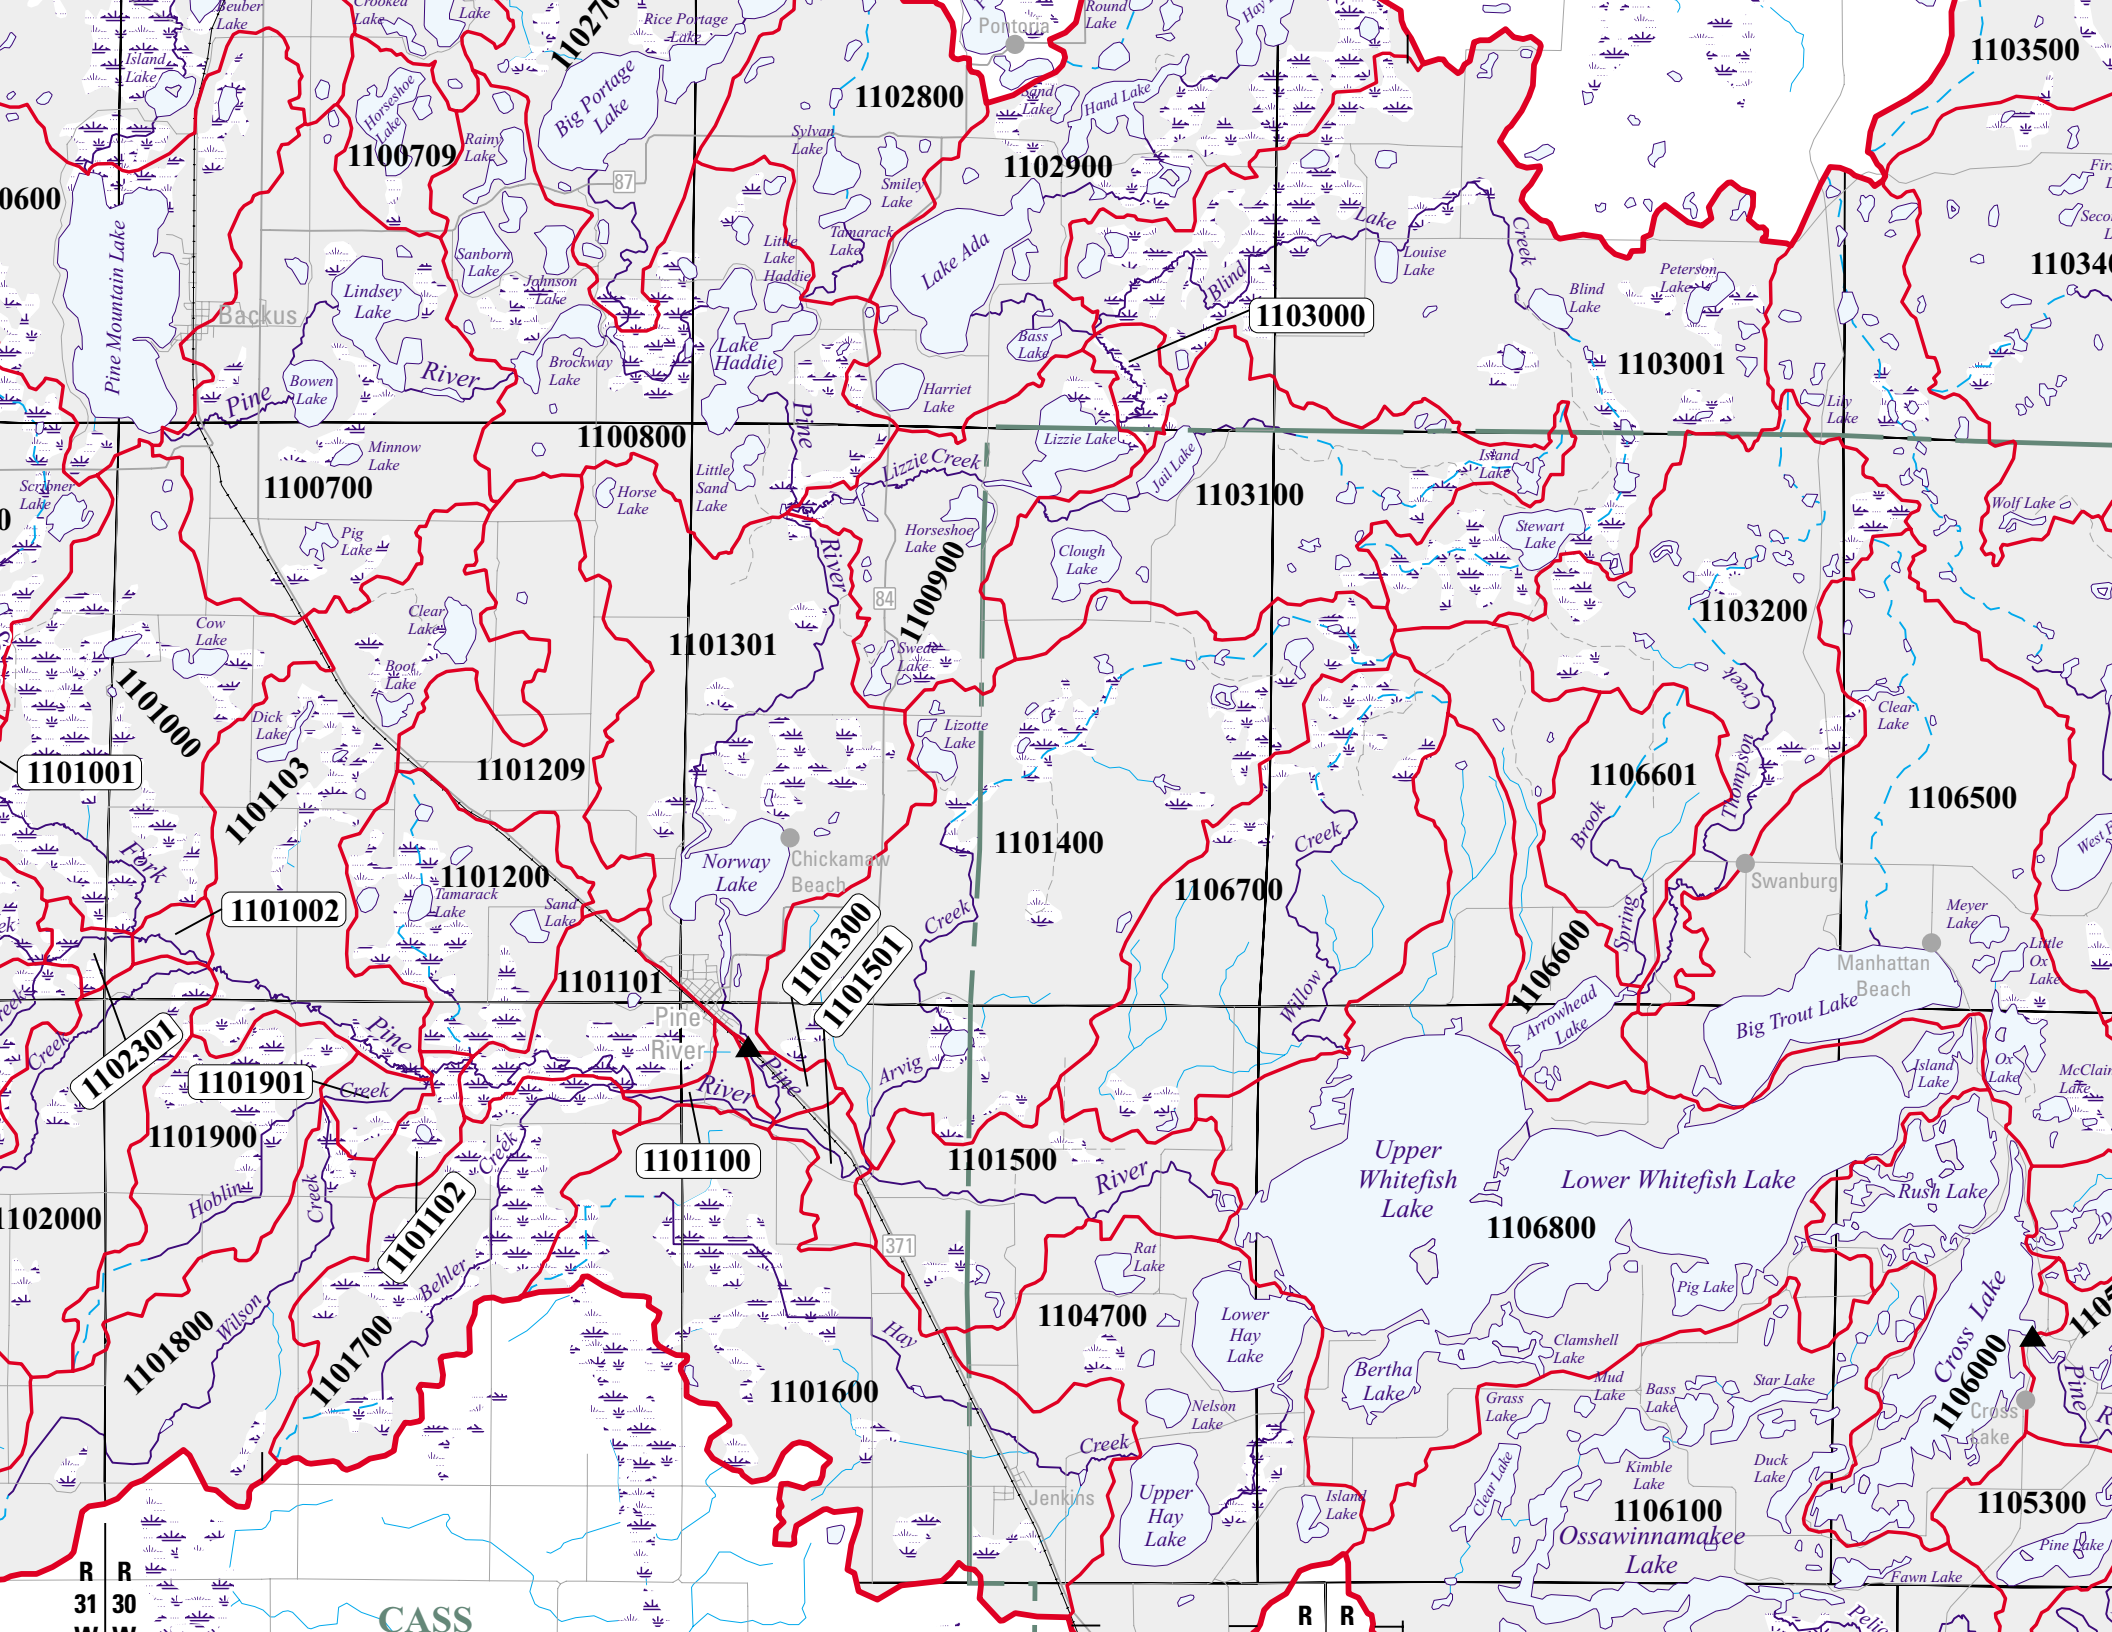 Beuber
Lake
Crooked
Lake
Lake
110270
Rice Portage
Lake
Pontoria
Round
Lake
Hay
1103500
Island
Lake
Horseshoe
Lake
Big Portage
Lake
1102800
Sand
Lake
Hand Lake
Rainy
Lake
1100709
Sylvan
Lake
1102900
87
Smiley
Lake
0600
Pine Mountain Lake
Lake
Creek
Louise
Lake
Sanborn
Lake
Little
Lake
Haddie
Tamarack
Lake
Lake Ada
Blind
Peterson
Lake
110340
Lindsey
Lake
Johnson
Lake
Blind
Lake
Backus
1103000
Bass
Lake
Lake
Haddie
Brockway
Lake
1103001
Bowen
Lake
River
Pine
Harriet
Lake
Lily
Lake
Pine
1100800
Lizzie Lake
Minnow
Lake
Lizzie Creek
Jail Lake
Island
Lake
Scribner
Lake
1100700
Horse
Lake
Little
Sand
Lake
1103100
Wolf Lake
0
Pig
Lake
River
Horseshoe
Lake
Clough
Lake
Stewart
Lake
1100900
84
Clear
Lake
1103200
Cow
Lake
1101301
Swede
Lake
Boot
Lake
1101000
Creek
Dick
Lake
Lizotte
Lake
Clear
Lake
1101001
1101103
1101209
1106601
Thompson
1106500
Brook
Fork
Norway
Lake
Chickamaw
Beach
1101400
Creek
West F
1101200
Tamarack
Lake
1106700
Swanburg
1101002
Sand
Lake
Creek
1101300
1101501
Spring
Meyer
Lake
ek
Little
Ox
Lake
1106600
Manhattan
Beach
1101101
Willow
Creek
Pine
River
Arrowhead
Lake
Big Trout Lake
Pine
Creek
1102301
Arvig
Island
Lake
Ox
Lake
McClain
Lake
1101901
Creek
River
Pine
1101900
Creek
1101100
1101500
River
Upper
Whitefish
Lake
Lower Whitefish Lake
Rush Lake
Hoblin
Creek
1102000
1101102
1106800
371
Rat
Lake
Behler
Pig Lake
1104700
Lower
Hay
Lake
Wilson
Hay
Cross Lake
1101800
1101700
Clamshell
Lake
1105
Bertha
Lake
1101600
Mud
Lake
Bass
Lake
Star Lake
Grass
Lake
1106000
Pine
R
Nelson
Lake
Cross
Lake
Creek
Duck
Lake
Clear Lake
Kimble
Lake
Jenkins
Upper
Hay
Lake
Island
Lake
1106100
1105300
Ossawinnamakee
Lake
Pine Lake
R R
31 30
W W
Fawn Lake
CASS
R R
Pelic